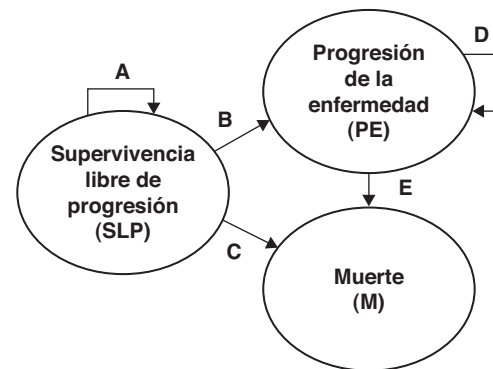 A
Supervivencia
libre de
progresión
(SLP)
B
C
Progresión
de la
enfermedad
(PE)
D
E
Muerte
(M)